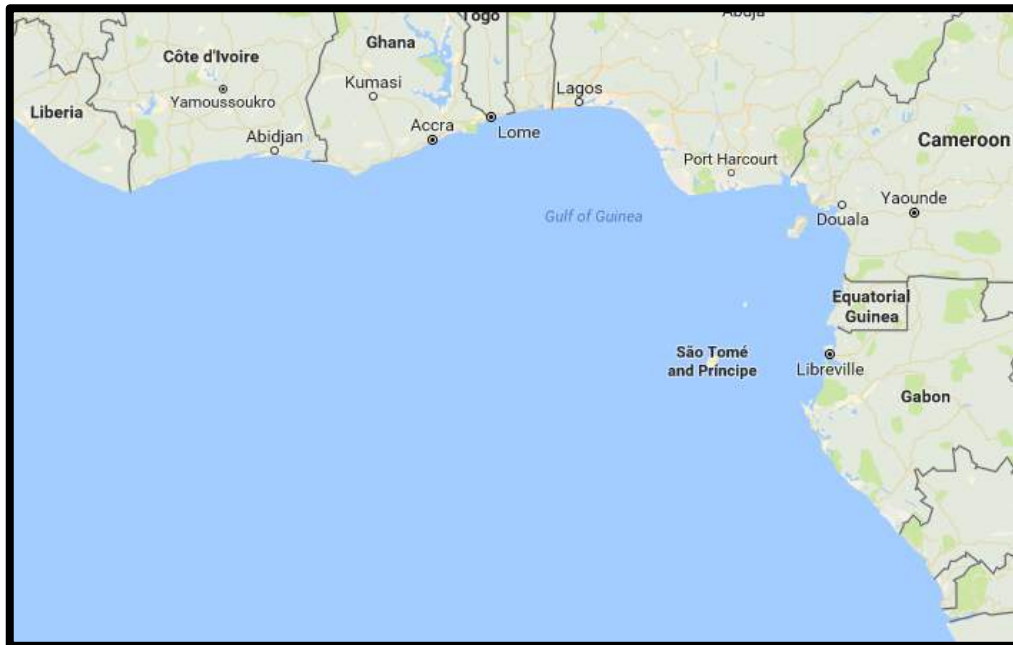 Togo
Abuja
Ghana
Côte d'Ivoire
Kumasi
Lagos
Yamoussoukro
Liberia
Accra
Lome
Abidjan
Cameroon
Port Harcourt
Yaounde
Gulf of Guinea
Douala
Equatorial
Guinea
São Tomé
and Príncipe
Libreville
Gabon